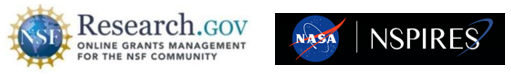 NSF
Research.gov
ONLINE GRANTS MANAGEMENT
FOR THE NSF COMMUNITY
NASA | NSPIRES